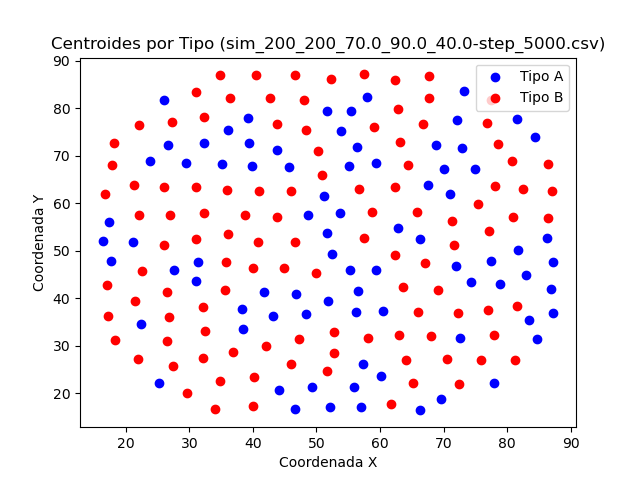 Centroides por Tipo (sim_200_200_70.0_90.0_40.0-step_5000.csv)
Tipo A
Tipo B
Coordenada Y
90
80
70
60
50
40
30
20
20 30 40 50 60 70 80 90
Coordenada X